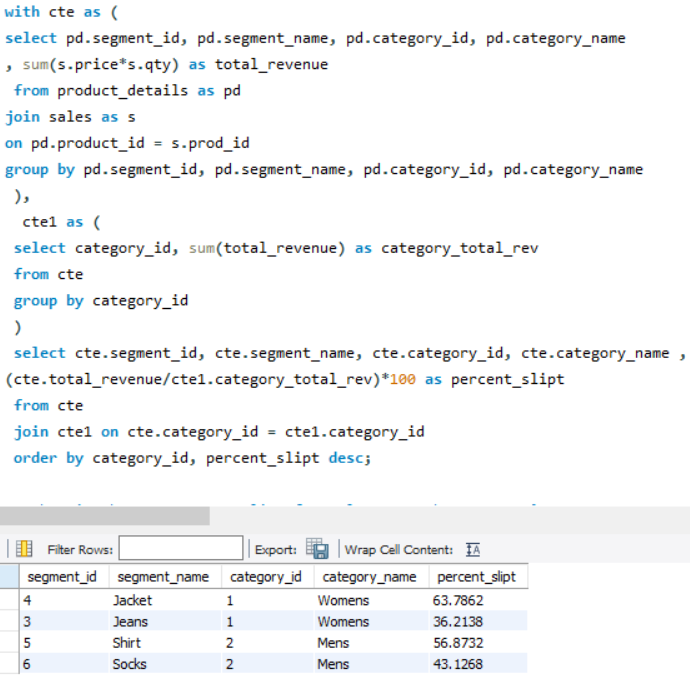 with cte as (
select pd.segment_id, pd.segment_name, pd.category_id, pd.category_name
, sum(s.price*s.qty) as total_revenue
from product_details as pd
join sales as s
on pd.product_id = s.prod_id
group by pd.segment_id, pd.segment_name, pd.category_id, pd.category_name
),
cte1 as (
select category_id, sum(total_revenue) as category_total_rev
from cte
group by category_id
)
select cte.segment_id, cte.segment_name, cte.category_id, cte.category_name ,
(cte.total_revenue/cte1.category_total_rev)*100 as percent_slipt
from cte
join cte1 on cte.category_id = cte1.category_id
order by category_id, percent_slipt desc;
Filter Rows: Export: Wrap Cell Content:
segment_id segment_name category_id category_name percent_slipt
4 Jacket 1 Womens 63.7862
3 Jeans 1 Womens 36.2138
5 Shirt 2 Mens 56.8732
6 Socks 2 Mens 43.1268